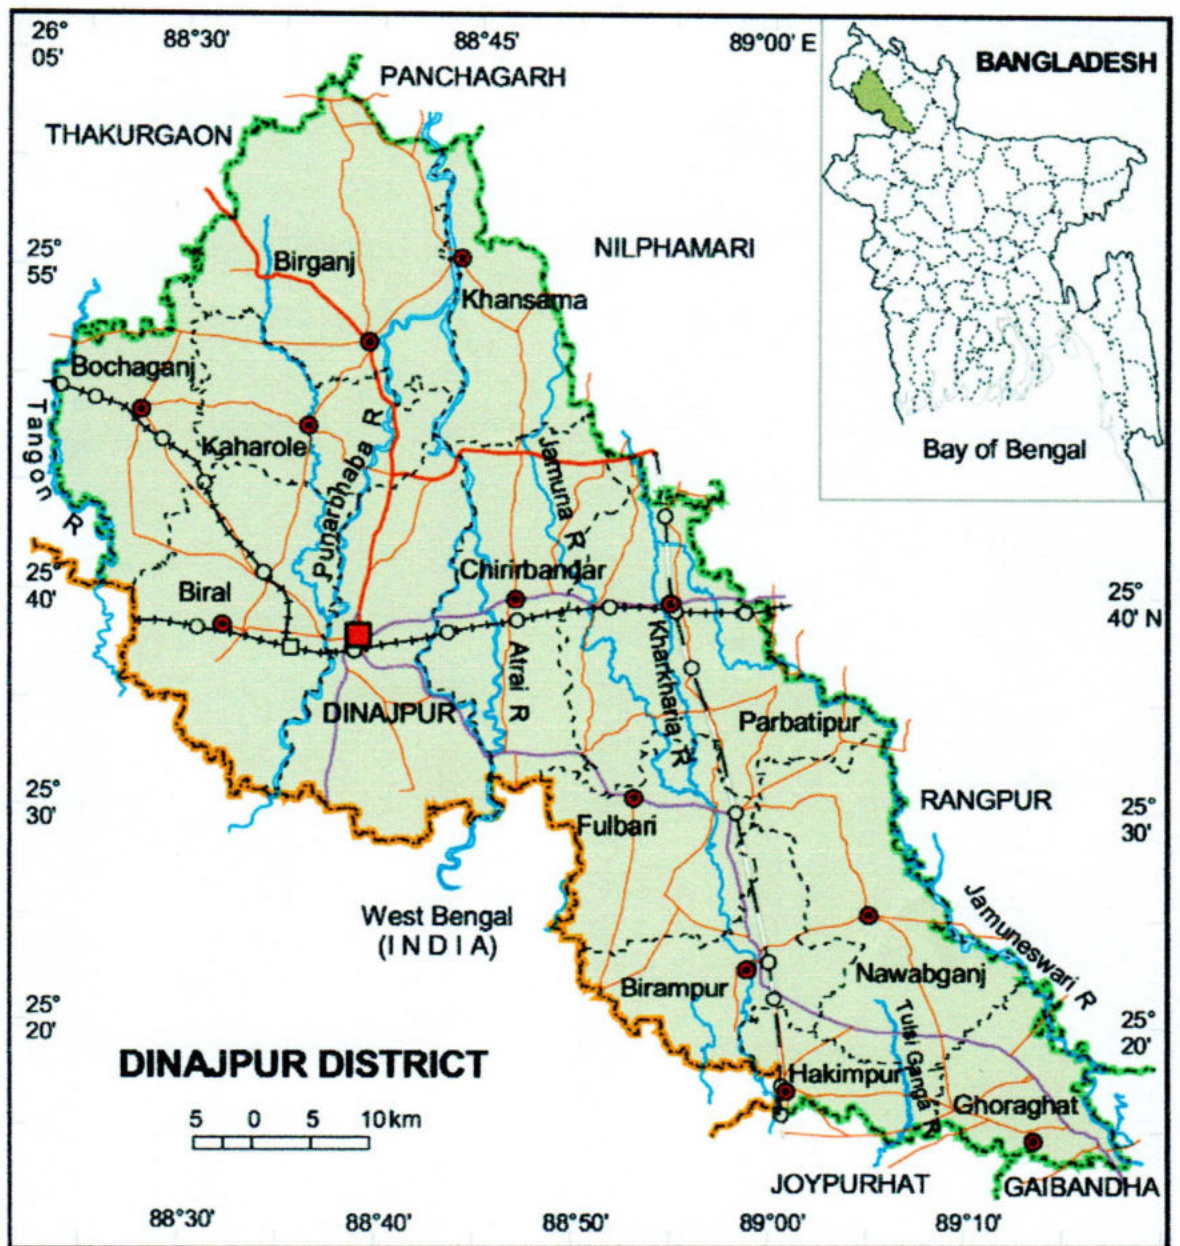 26°
05'
88°30'
88°45'
89°00' E
PANCHAGARH
THAKURGAON
BANGLADESH
25°
55'
NILPHAMARI
Birganj
Khansama
Bochaganj
Kaharole
Tangon R
Punarbhaba R
Jamuna R
Bay of Bengal
25°
40'
Biral
Chirirbandar
25°
40' N
Atrai R
Kharkharia R
DINAJPUR
Parbatipur
25°
30'
RANGPUR
25°
30'
Fulbari
West Bengal
(INDIA)
Jamuneswari R
Birampur
Nawabganj
25°
20'
Tulsi Ganga R
25°
20'
DINAJPUR DISTRICT
Hakimpur
Ghoraghat
5 0 5 10 km
JOYPURHAT
GAIBANDHA
88°30'
88°40'
88°50'
89°00'
89°10'